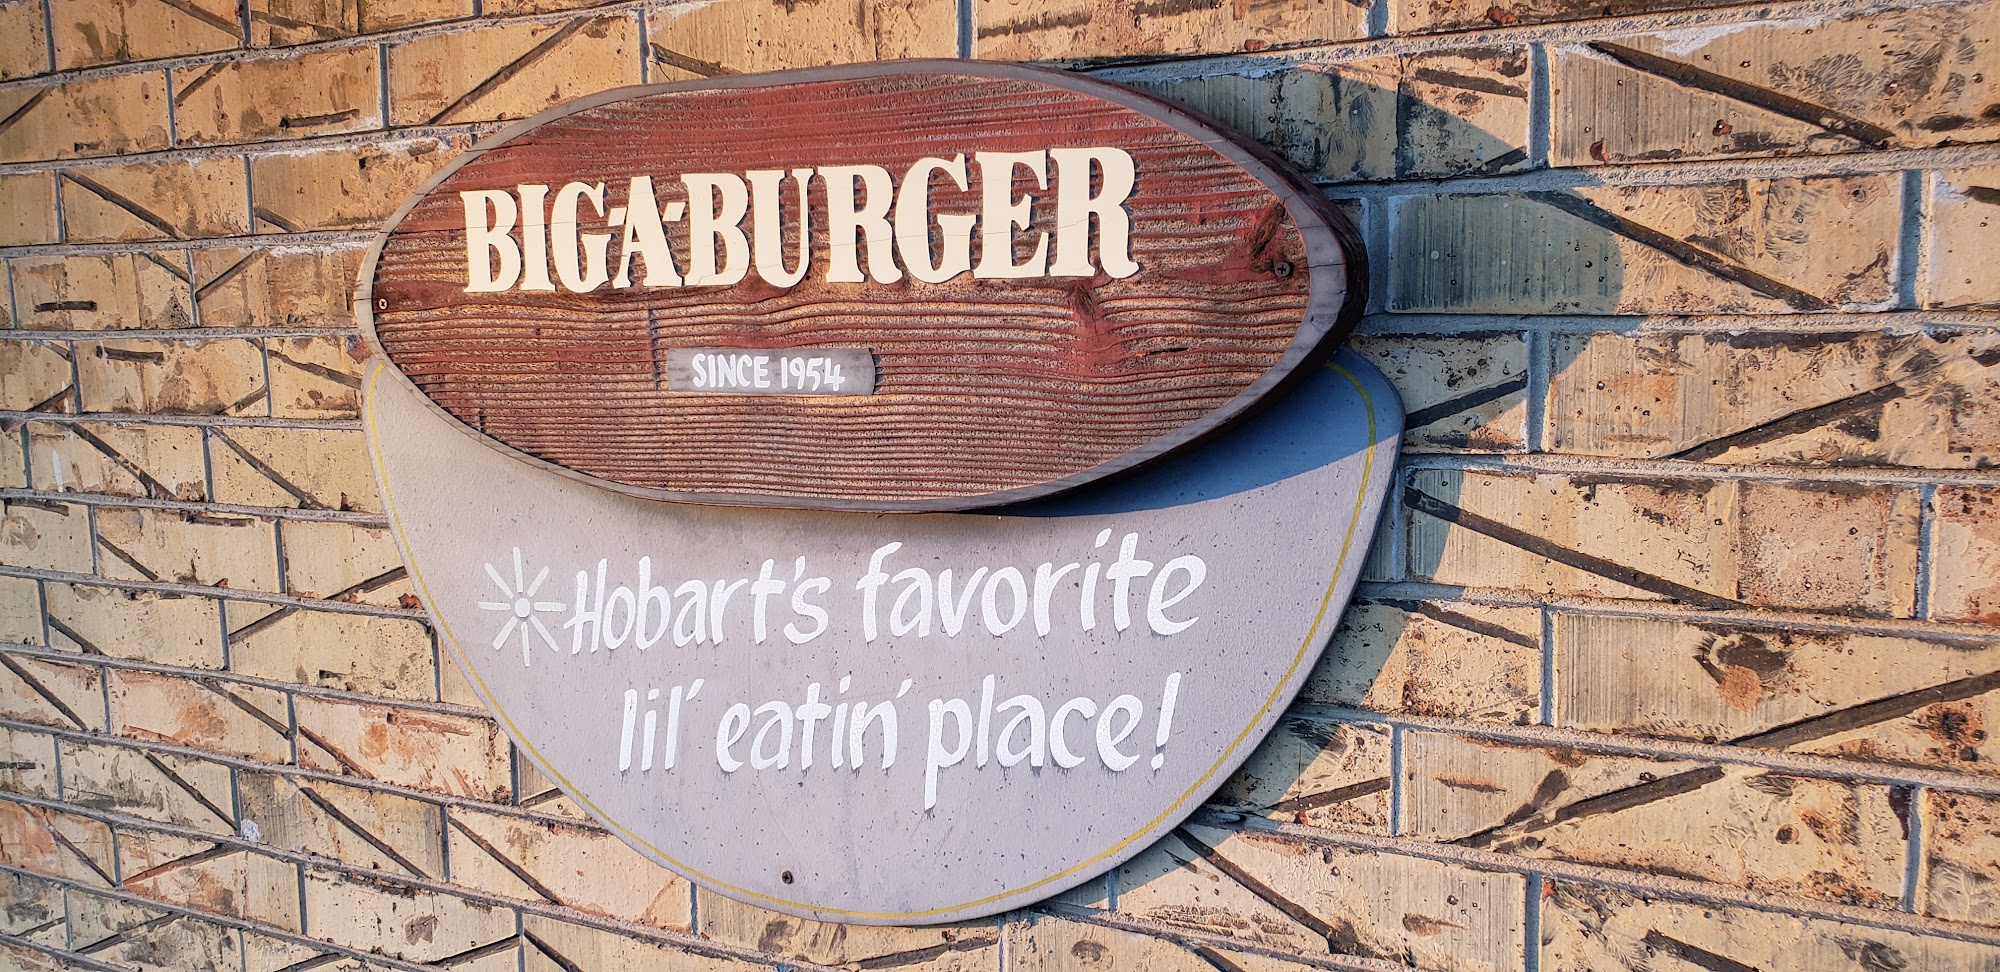 BIG-A-BURGER
SINCE 1954
Hobart's favorite
lil' eatin' place!